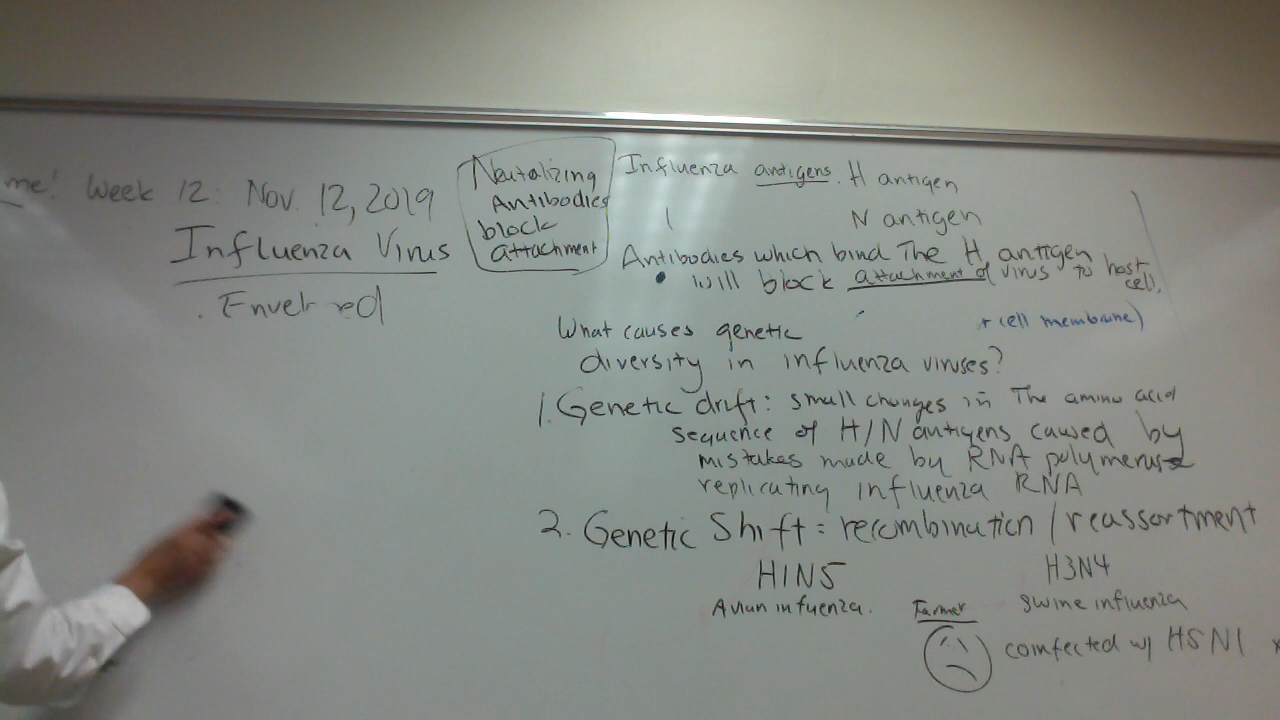 me! Week 12: Nov. 12, 2019
Influenza Virus
Neutalizing
Antibodies
block
attachment
Influenza antigens. H antigen
N antigen
Antibodies which bind The H antigen
• will block attachment of virus to host
cell.
cell membrane)
What causes genetic
diversity in influenza viruses?
1. Genetic drift: small changes in The amino acid
sequence of H/N antigens caused by
mistakes made by RNA polymerase
replicating influenza RNA
2. Genetic Shift: recombination/reassortment
H1N5
H3N4
Avian infuenza.
Farmer
swine influenza
coinfected w/ H5N1